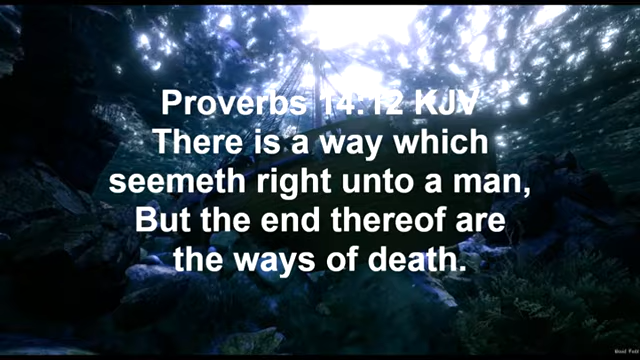 Proverbs 14:12 KJV
There is a way which
seemeth right unto a man,
But the end thereof are
the ways of death.